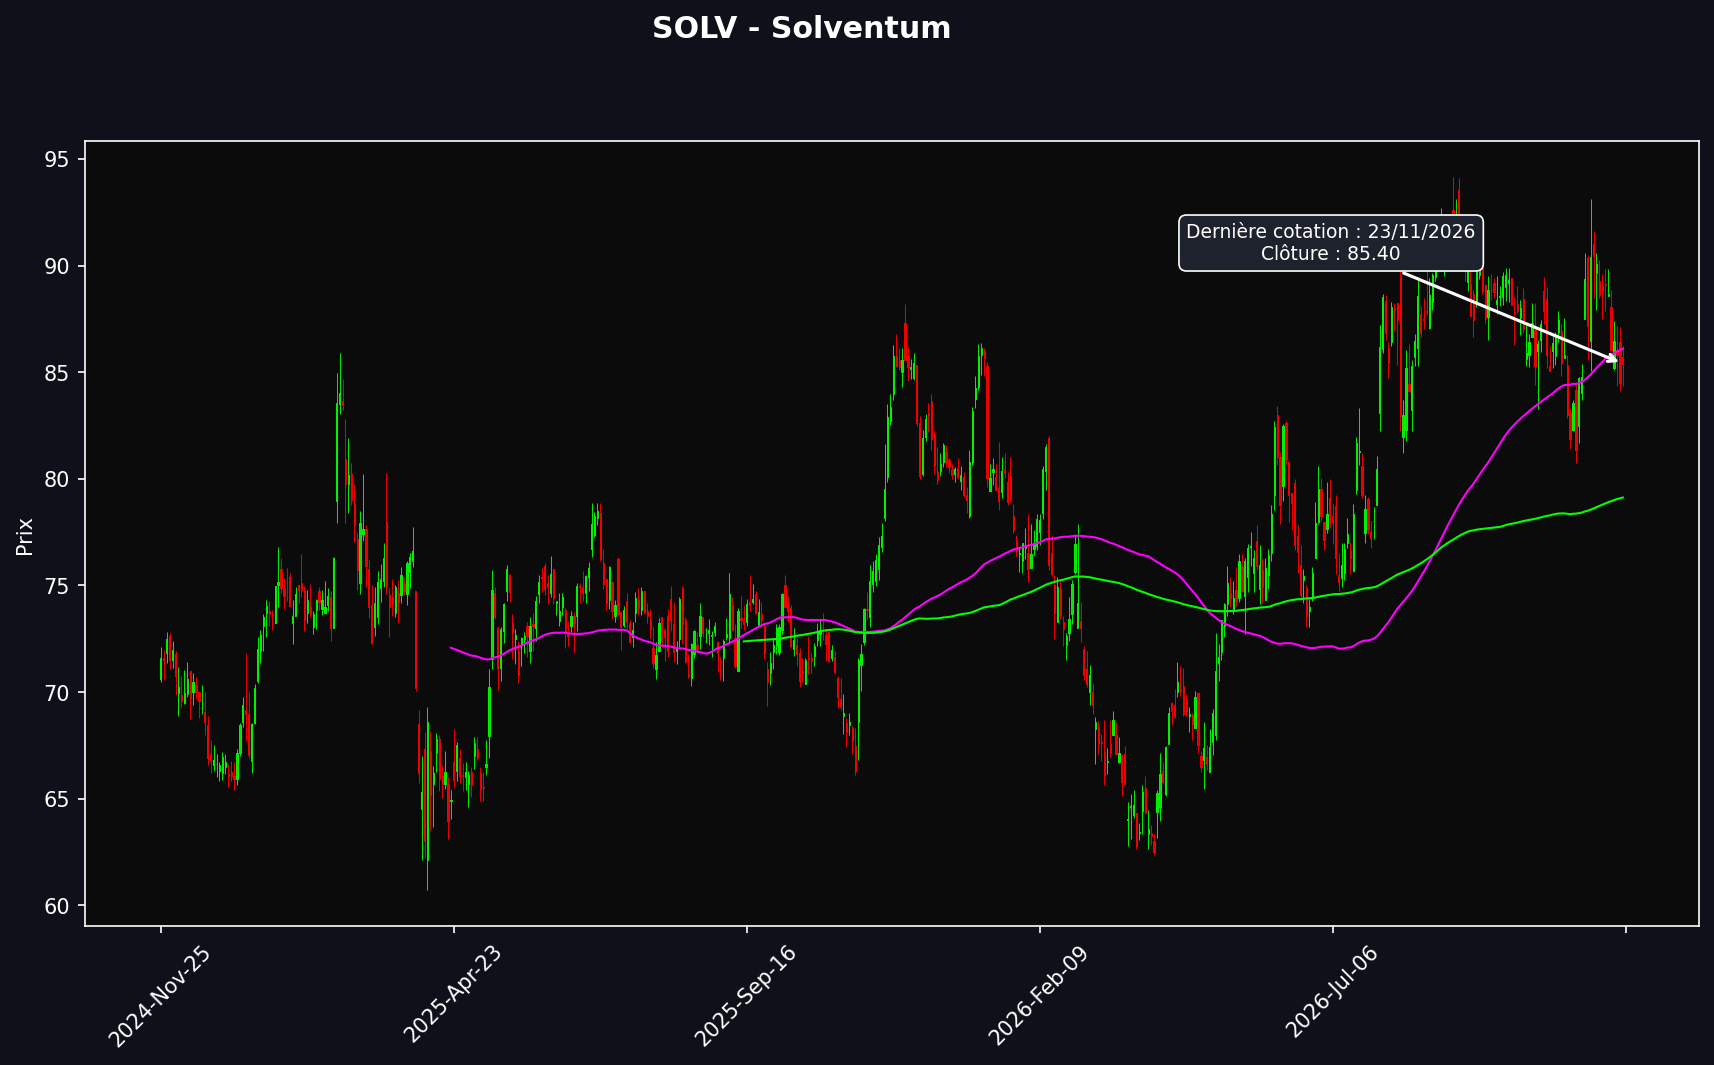 SOLV - Solventum
95
90
85
80
75
70
65
60
Prix
Dernière cotation : 23/11/2026
Clôture : 85.40
2024-Nov-25
2025-Apr-23
2025-Sep-16
2026-Feb-09
2026-Jul-06